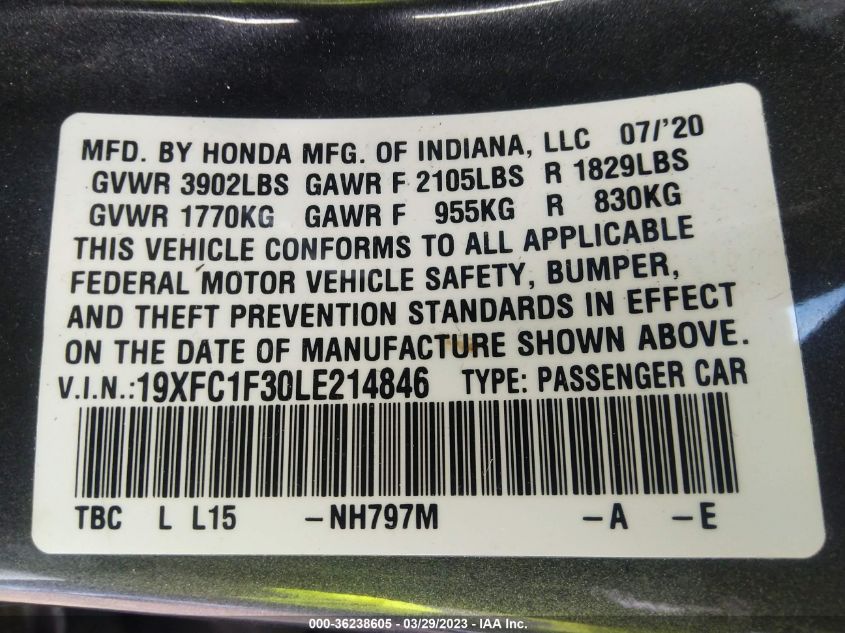 MFD. BY HONDA MFG. OF INDIANA, LLC 07/'20
GVWR 3902LBS GAWR F 2105LBS R 1829LBS
GVWR 1770KG GAWR F 955KG R 830KG
THIS VEHICLE CONFORMS TO ALL APPLICABLE
FEDERAL MOTOR VEHICLE SAFETY, BUMPER,
AND THEFT PREVENTION STANDARDS IN EFFECT
ON THE DATE OF MANUFACTURE SHOWN ABOVE.
V.I.N.:19XFC1F30LE214846 TYPE: PASSENGER CAR
TBC L L15 -NH797M -A -E
000-36238605 - 03/29/2023 - IAA Inc.